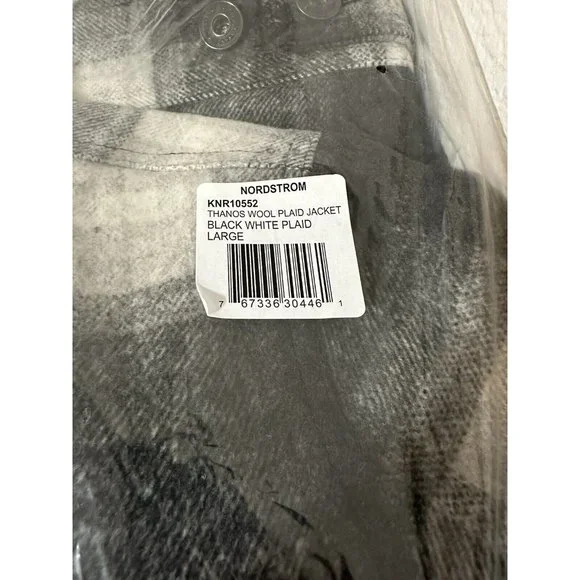 NORDSTROM
KNR10552
THANOS WOOL PLAID JACKET
BLACK WHITE PLAID
LARGE
7 67336 30446 1